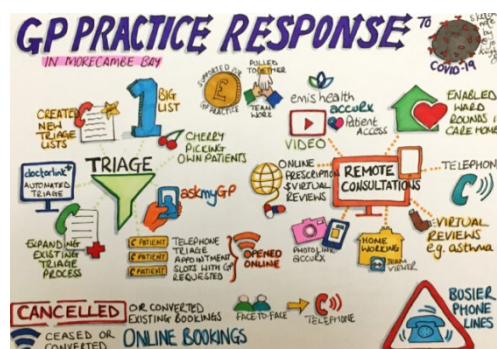 GP PRACTICE RESPONSE TO
IN MORECAMBE BAY
COVID-19
CREATED
NEW
TRIAGE
LISTS
1
BIG
LIST
SUPPORTED
GP PRACTICE
£
PULLED
TOGETHER
TEAM
WORK
CHERRY
PICKING
OWN PATIENTS
doctorlink+
AUTOMATED
TRIAGE
TRIAGE
askmyGP
EXPANDING
EXISTING
TRIAGE
PROCESS
PATIENT
PATIENT
PATIENT
TELEPHONE
TRIAGE
APPOINTMENT
SLOTS WITH GP
REQUESTED
OPENED
ONLINE
emis health
accuRx
Patient
Access
VIDEO
ENABLED
WARD
ROUNDS I
CARE HOM
ONLINE
PRESCRIPTION
& VIRTUAL
REVIEWS
REMOTE
CONSULTATIONS
TELEPHON
PHOTO LINK
accuRx
HOME
WORKING
TEAM
VIEWER
VIRTUAL
REVIEWS
e.g. asthma
CANCELLED OR CONVERTED
EXISTING BOOKINGS
FACE-TO-FACE
TELEPHONE
CEASED OR
CONVERTED
ONLINE BOOKINGS
BUSIER
PHONE
LINES